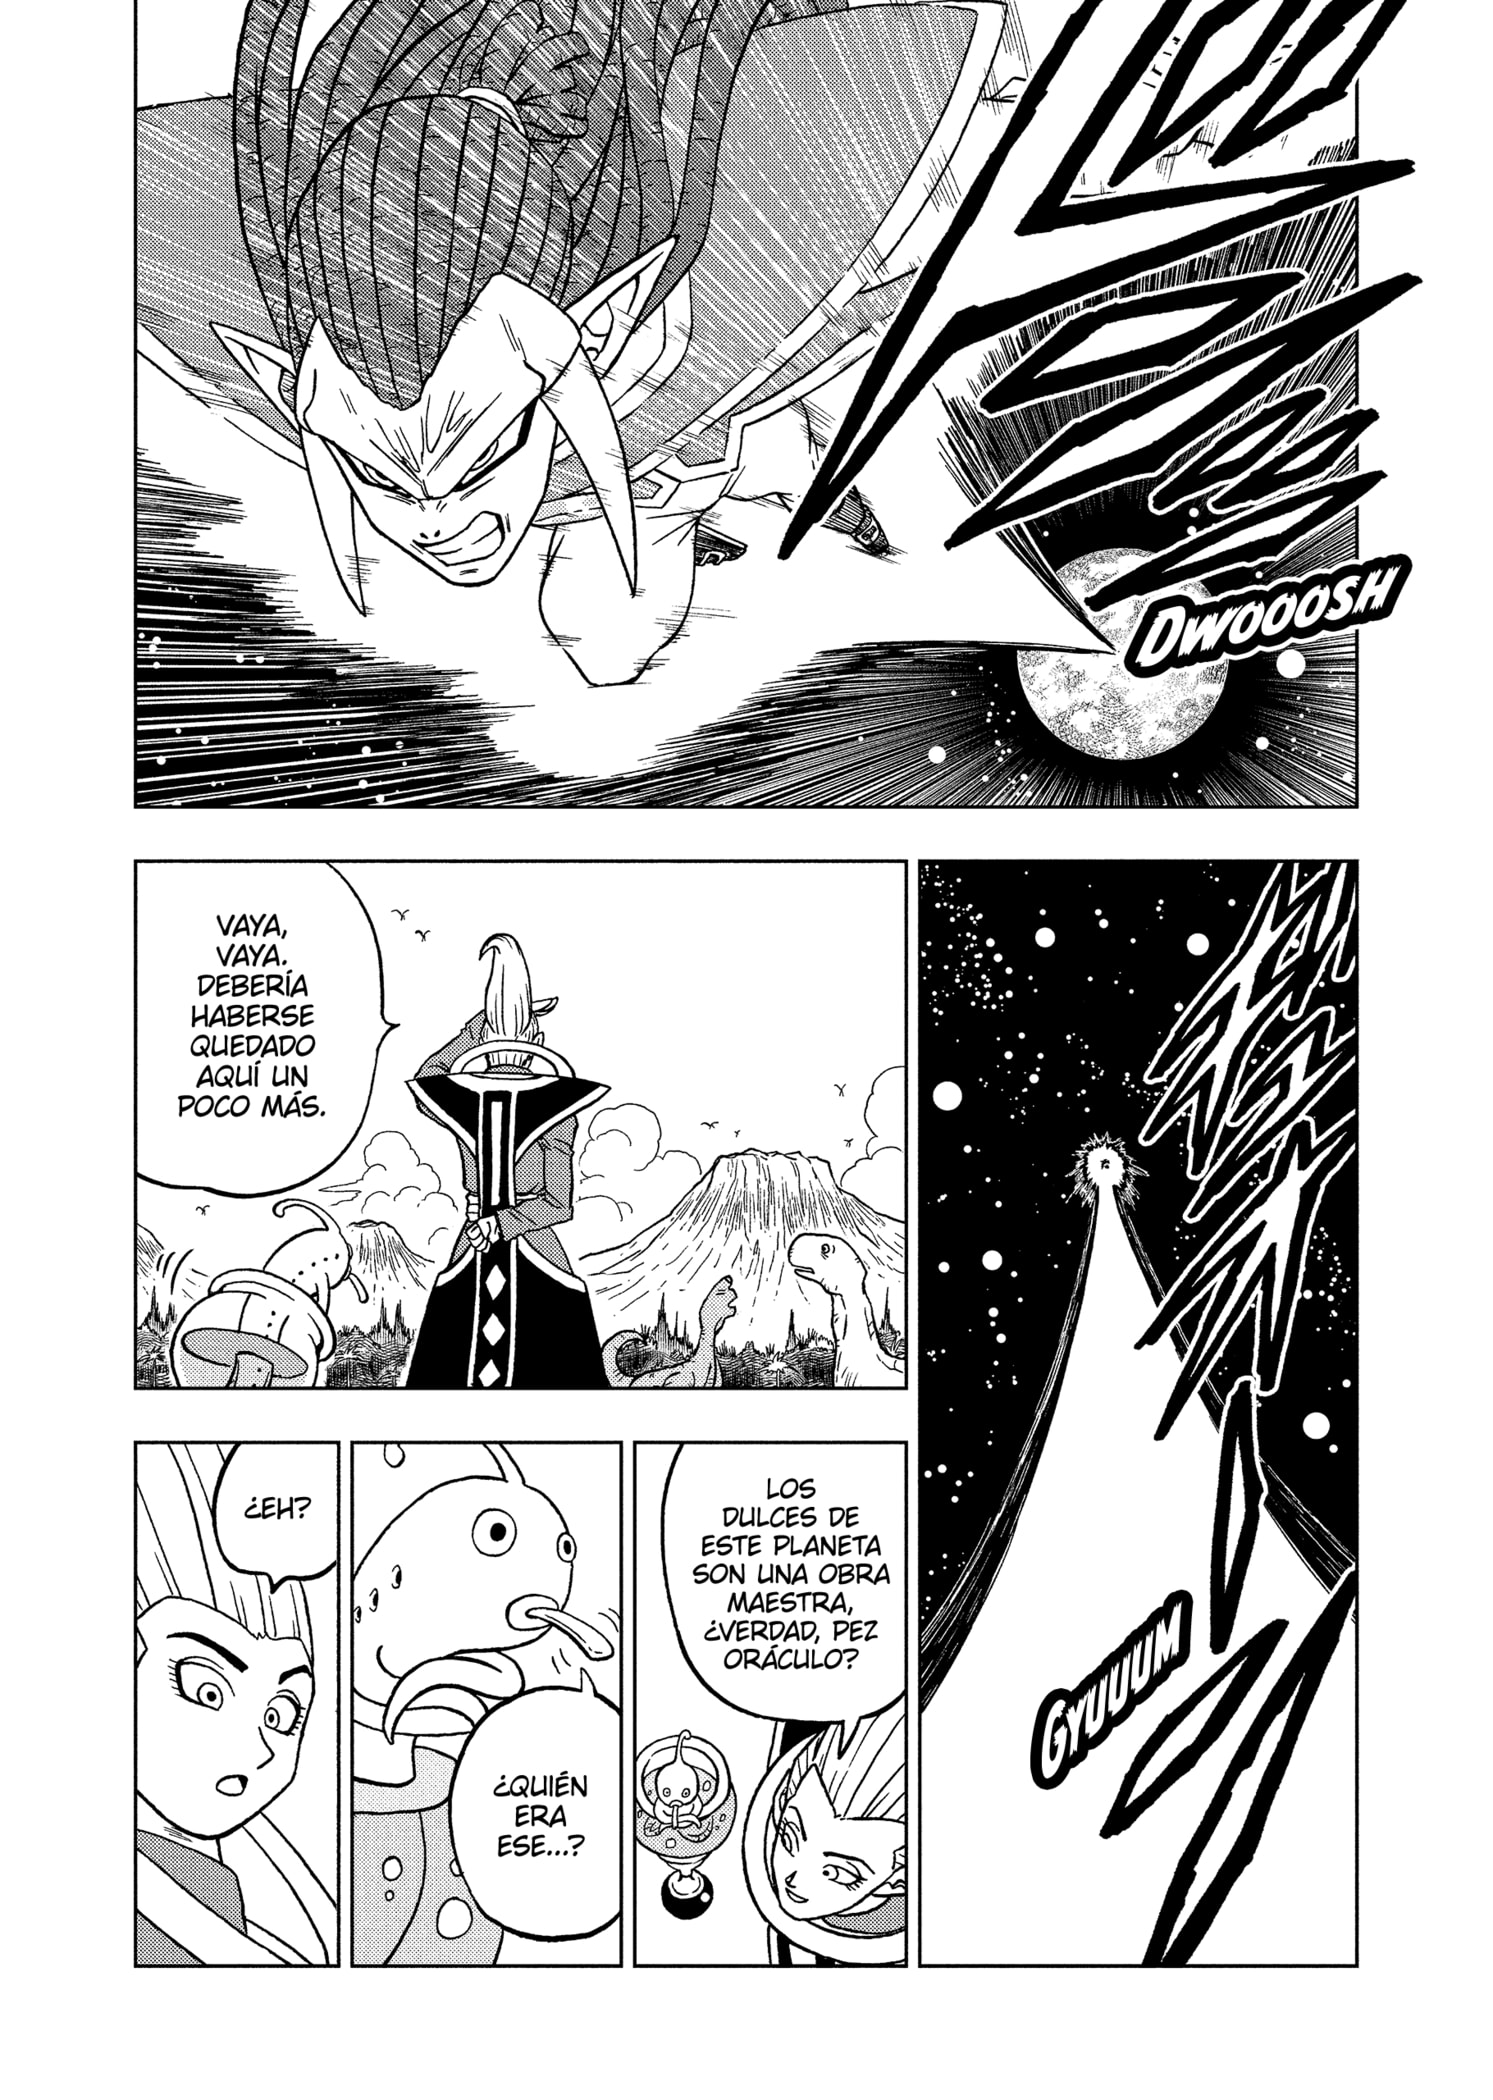 DWOOOSH
GYUUUM
VAYA,
VAYA.
DEBERÍA
HABERSE
QUEDADO
AQUÍ UN
POCO MÁS.
LOS
DULCES DE
ESTE PLANETA
SON UNA OBRA
MAESTRA,
¿VERDAD, PEZ
ORÁCULO?
¿QUIÉN
ERA
ESE...?
¿EH?